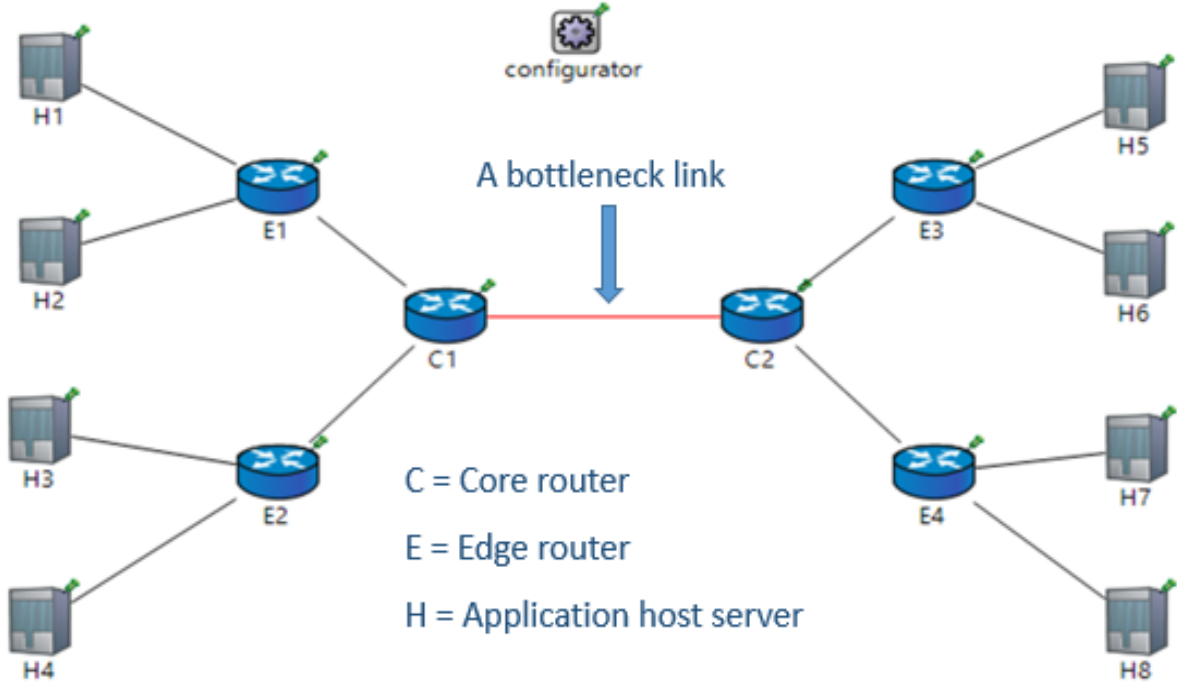 configurator
H1
H5
A bottleneck link
E1
E3
H2
H6
C1
C2
H3
H7
E2
E4
C = Core router
E = Edge router
H = Application host server
H4
H8